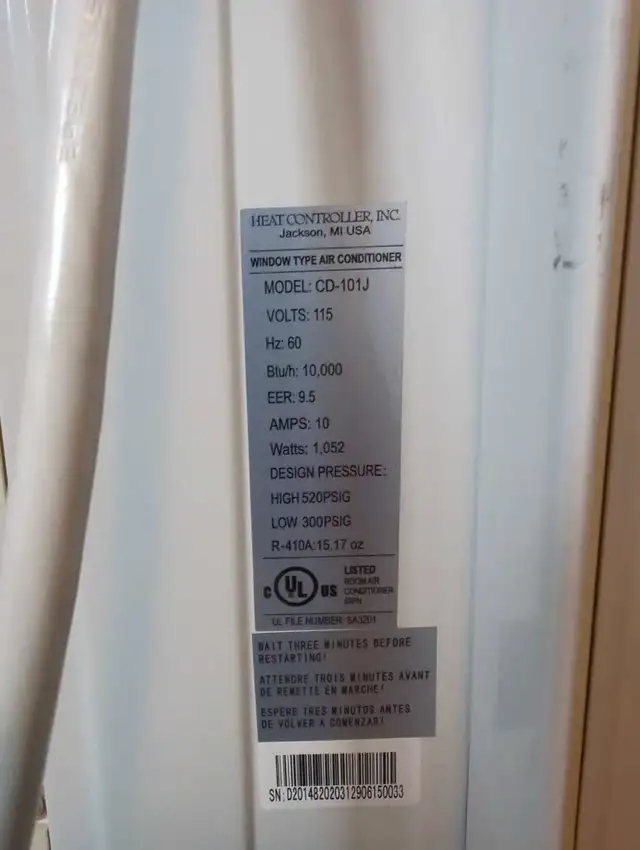 HEAT CONTROLLER, INC.
Jackson, MI USA
WINDOW TYPE AIR CONDITIONER
MODEL: CD-101J
VOLTS: 115
Hz: 60
Btu/h: 10,000
EER: 9.5
AMPS: 10
Watts: 1,052
DESIGN PRESSURE:
HIGH 520PSIG
LOW 300PSIG
R-410A:15.17 oz
C UL US
LISTED
ROOM AIR
CONDITIONER
UL FILE NUMBER: SA3201
WAIT THREE MINUTES BEFORE
RESTARTING!
ATTENDRE TROIS MINUTES AVANT
DE REMETTE EN MARCHE!
ESPERE TRES MINUTOS ANTES
DE VOLVER A COMENZAR!
SN:D201482020312906150033